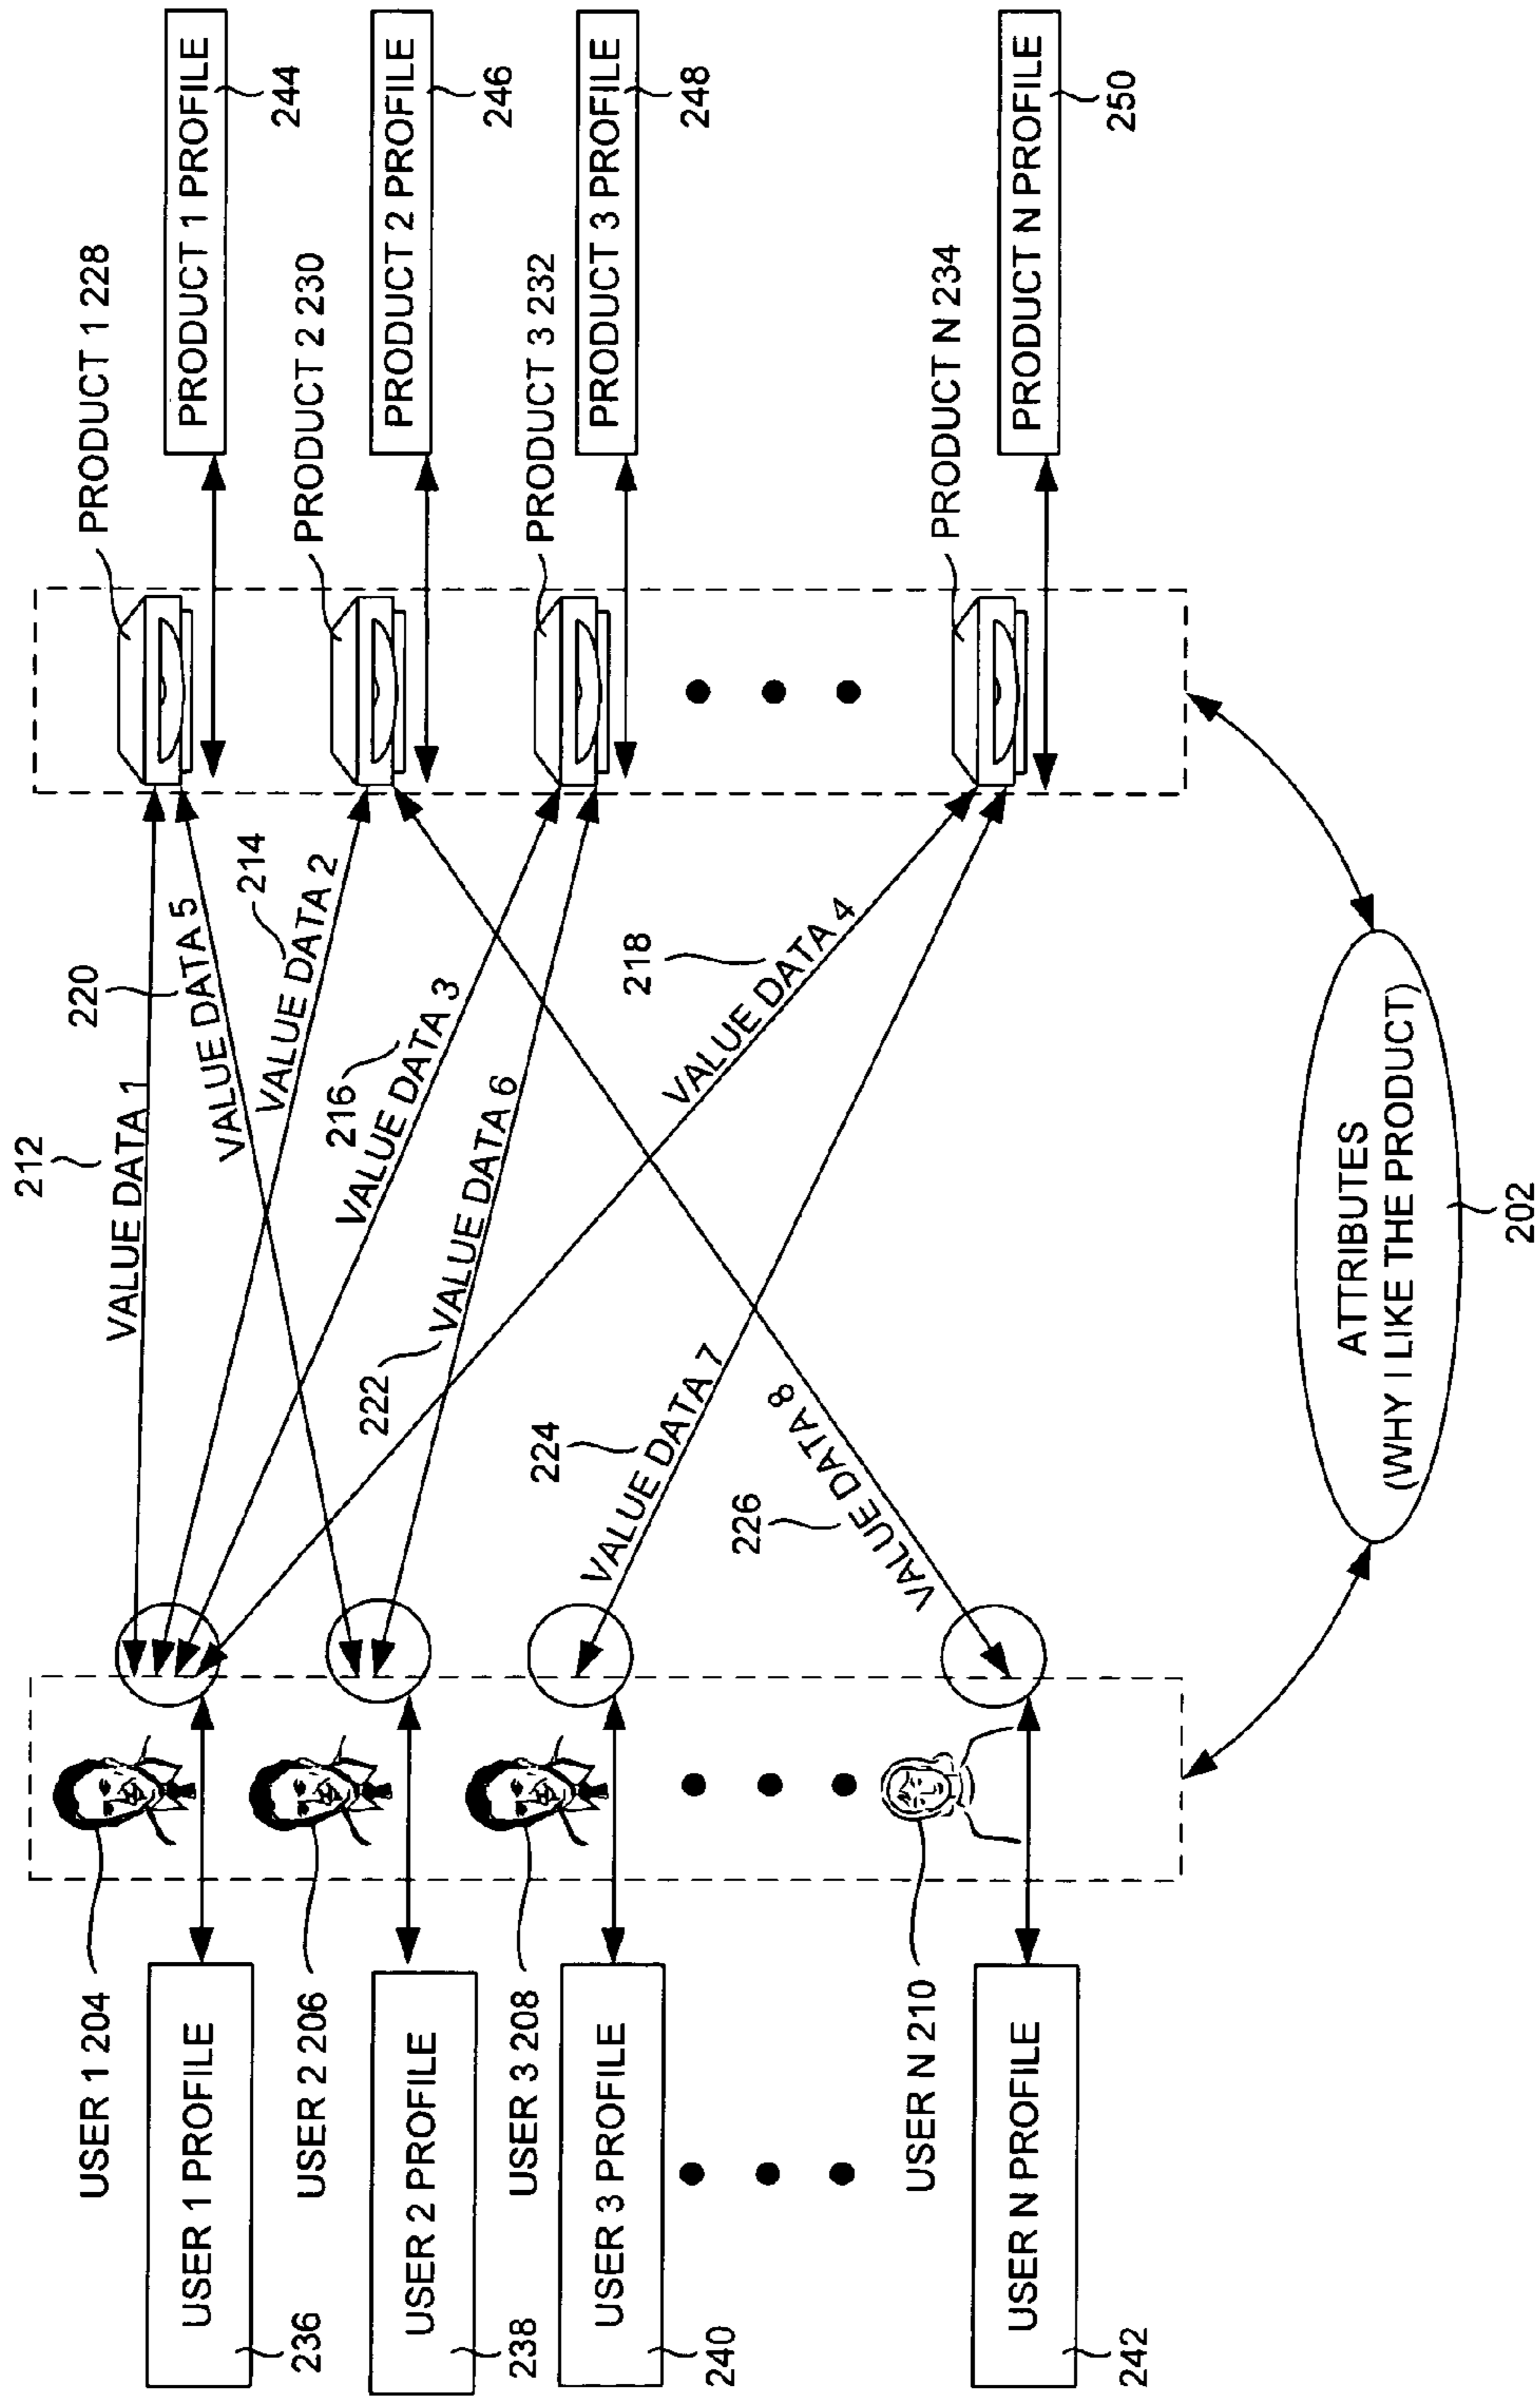 USER 1 204
USER 1 PROFILE
236
USER 2 206
USER 2 PROFILE
238
USER 3 208
USER 3 PROFILE
240
USER N 210
USER N PROFILE
242
212
VALUE DATA 1
220
VALUE DATA 5
214
VALUE DATA 2
216
VALUE DATA 3
222
VALUE DATA 6
218
VALUE DATA 4
224
VALUE DATA 7
226
VALUE DATA 8
PRODUCT 1 228
PRODUCT 1 PROFILE
244
PRODUCT 2 230
PRODUCT 2 PROFILE
246
PRODUCT 3 232
PRODUCT 3 PROFILE
248
PRODUCT N 234
PRODUCT N PROFILE
250
ATTRIBUTES
(WHY I LIKE THE PRODUCT)
202